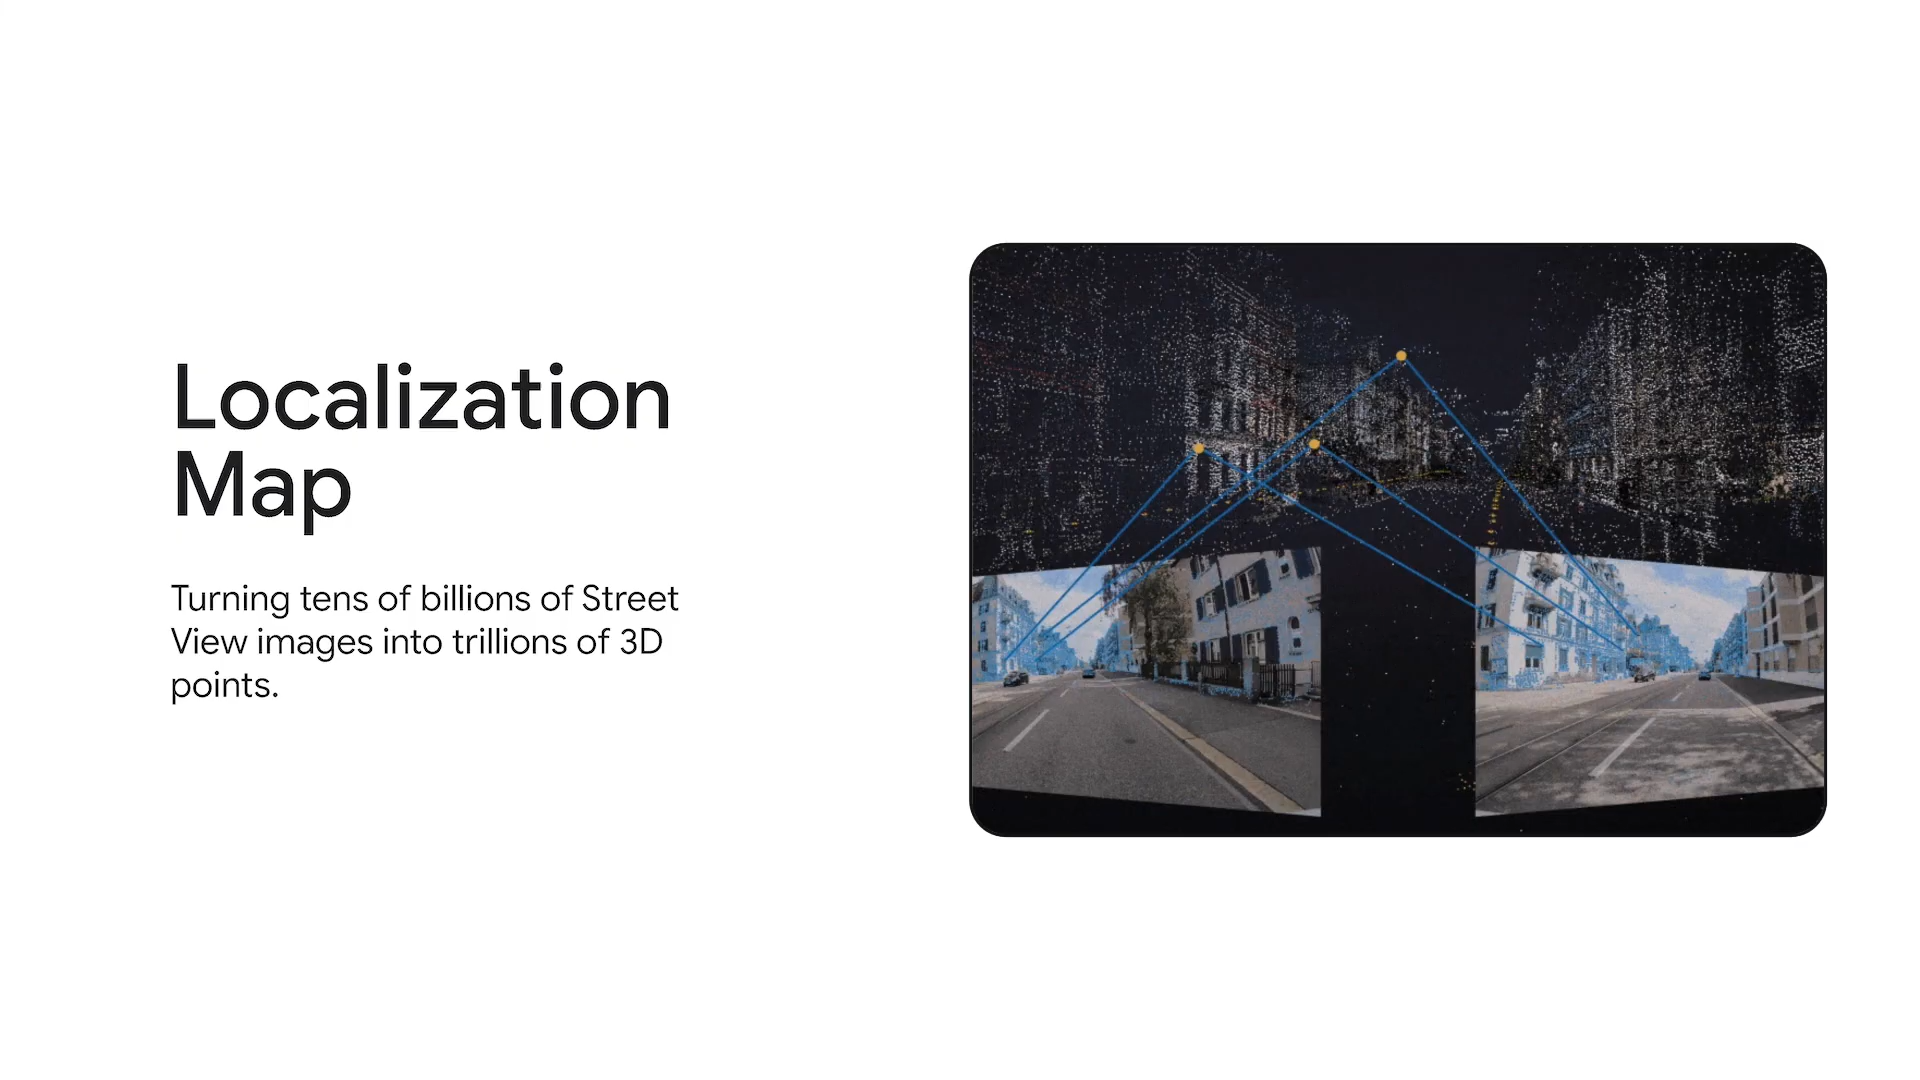 Localization
Map
Turning tens of billions of Street
View images into trillions of 3D
points.